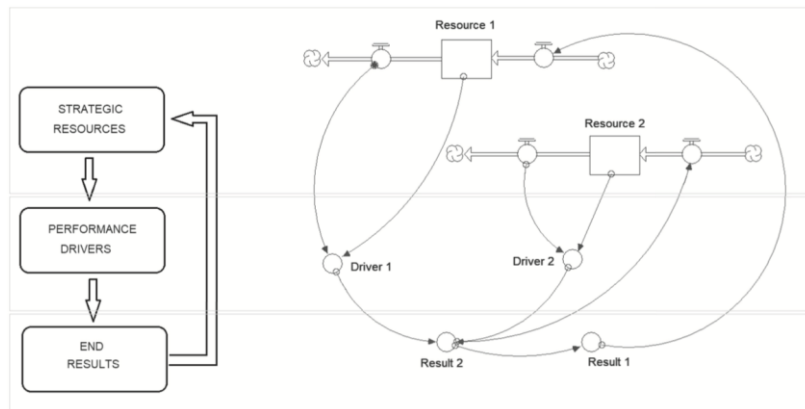 Resource 1
STRATEGIC
RESOURCES
Resource 2
PERFORMANCE
DRIVERS
Driver 1
Driver 2
END
RESULTS
Result 2
Result 1